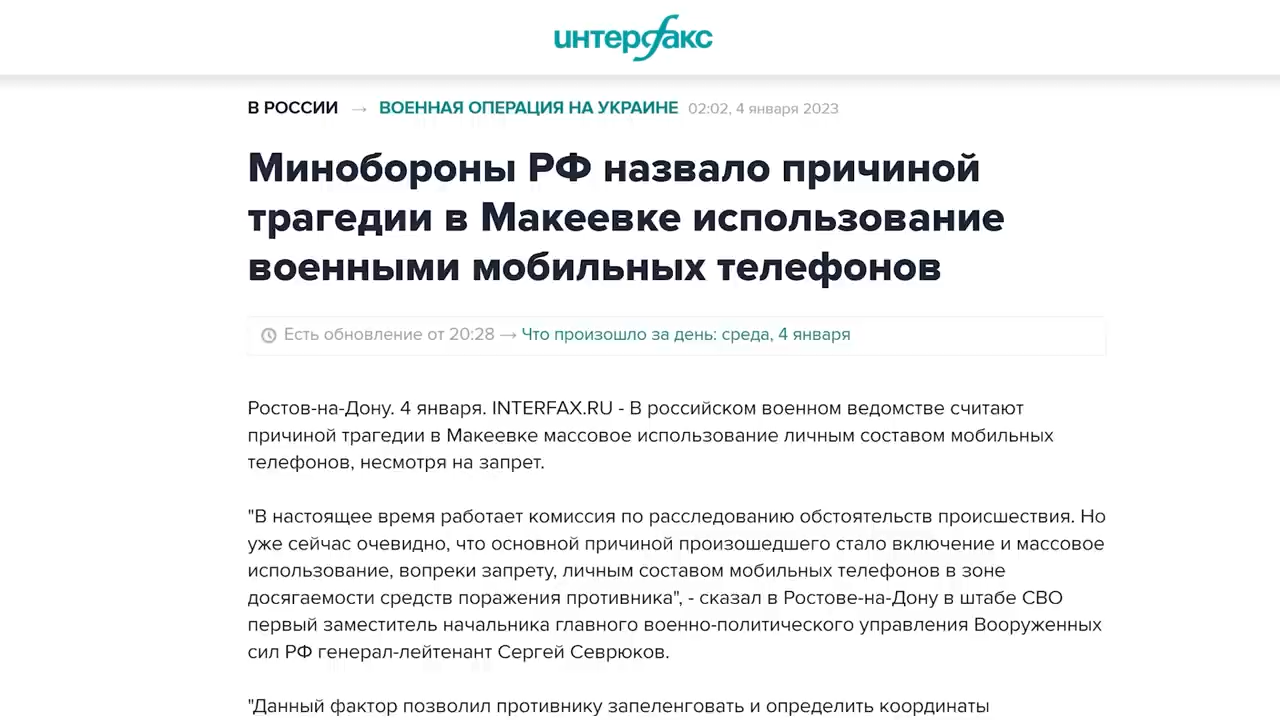 интерфакс
В РОССИИ → ВОЕННАЯ ОПЕРАЦИЯ НА УКРАИНЕ 02:02, 4 января 2023
Минобороны РФ назвало причиной
трагедии в Макеевке использование
военными мобильных телефонов
Есть обновление от 20:28 → Что произошло за день: среда, 4 января
Ростов-на-Дону. 4 января. INTERFAX.RU - В российском военном ведомстве считают
причиной трагедии в Макеевке массовое использование личным составом мобильных
телефонов, несмотря на запрет.
"В настоящее время работает комиссия по расследованию обстоятельств происшествия. Но
уже сейчас очевидно, что основной причиной произошедшего стало включение и массовое
использование, вопреки запрету, личным составом мобильных телефонов в зоне
досягаемости средств поражения противника", - сказал в Ростове-на-Дону в штабе СВО
первый заместитель начальника главного военно-политического управления Вооруженных
сил РФ генерал-лейтенант Сергей Севрюков.
"Данный фактор позволил противнику запеленговать и определить координаты